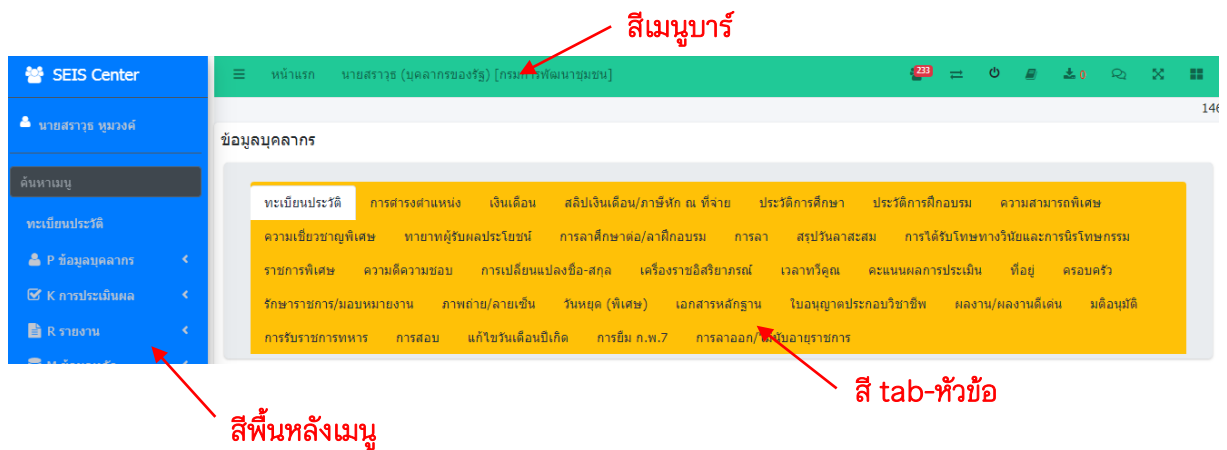 สีเมนูบาร์
SEIS Center
หน้าแรก นายสราวุธ (บุคลากรของรัฐ) [กรมการพัฒนาชุมชน]
233
0
146
นายสราวุธ หูมวงค์
ข้อมูลบุคลากร
ค้นหาเมนู
ทะเบียนประวัติ
P ข้อมูลบุคลากร
K การประเมินผล
R รายงาน
ทะเบียนประวัติ การดำรงตำแหน่ง เงินเดือน สลิปเงินเดือน/ภาษีหัก ณ ที่จ่าย ประวัติการศึกษา ประวัติการฝึกอบรม ความสามารถพิเศษ
ความเชี่ยวชาญพิเศษ ทายาทผู้รับผลประโยชน์ การลาศึกษาต่อ/ลาฝึกอบรม การลา สรุปวันลาสะสม การได้รับโทษทางวินัยและการนิรโทษกรรม
ราชการพิเศษ ความดีความชอบ การเปลี่ยนแปลงชื่อ-สกุล เครื่องราชอิสริยาภรณ์ เวลาทวีคูณ คะแนนผลการประเมิน ที่อยู่ ครอบครัว
รักษาราชการ/มอบหมายงาน ภาพถ่าย/ลายเซ็น วันหยุด (พิเศษ) เอกสารหลักฐาน ใบอนุญาตประกอบวิชาชีพ ผลงาน/ผลงานดีเด่น มติอนุมัติ
การรับราชการทหาร การสอบ แก้ไขวันเดือนปีเกิด การยืม ก.พ.7 การลาออก/ไม่นับอายุราชการ
สี tab-หัวข้อ
สีพื้นหลังเมนู